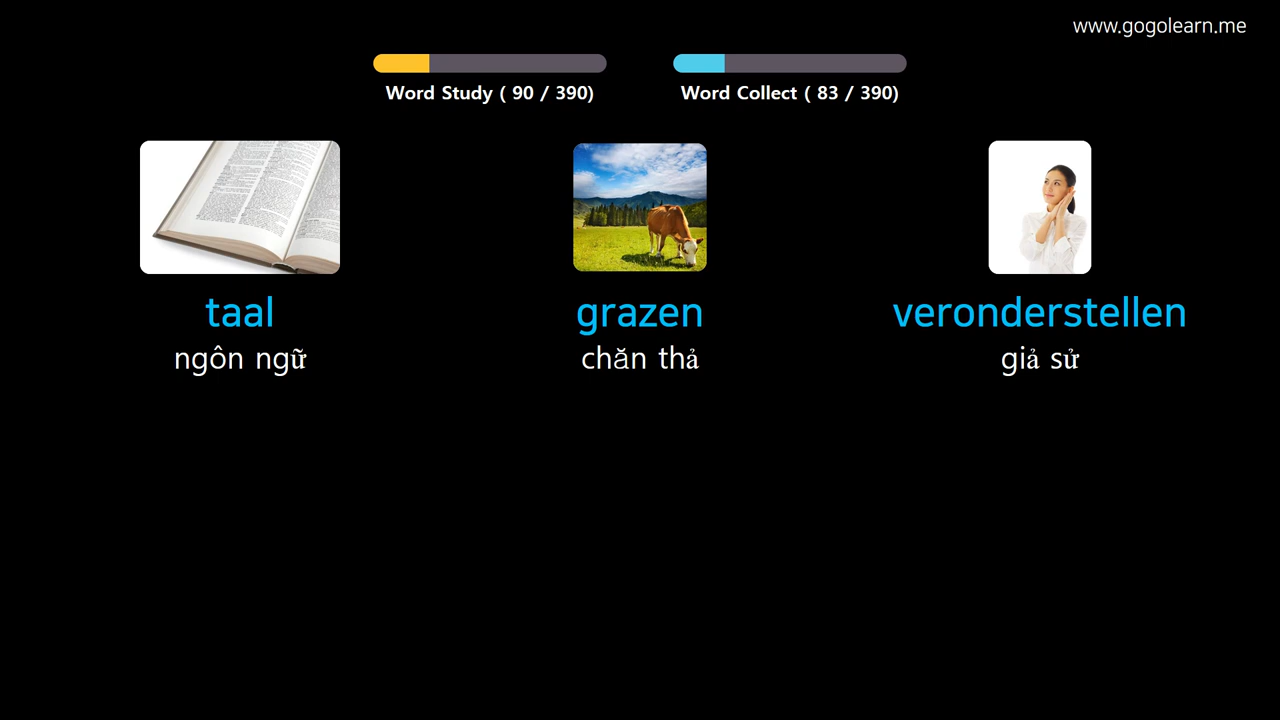 www.gogolearn.me
Word Study ( 90 / 390)
Word Collect ( 83 / 390)
taal
grazen
veronderstellen
ngôn ngữ
chăn thả
giả sử